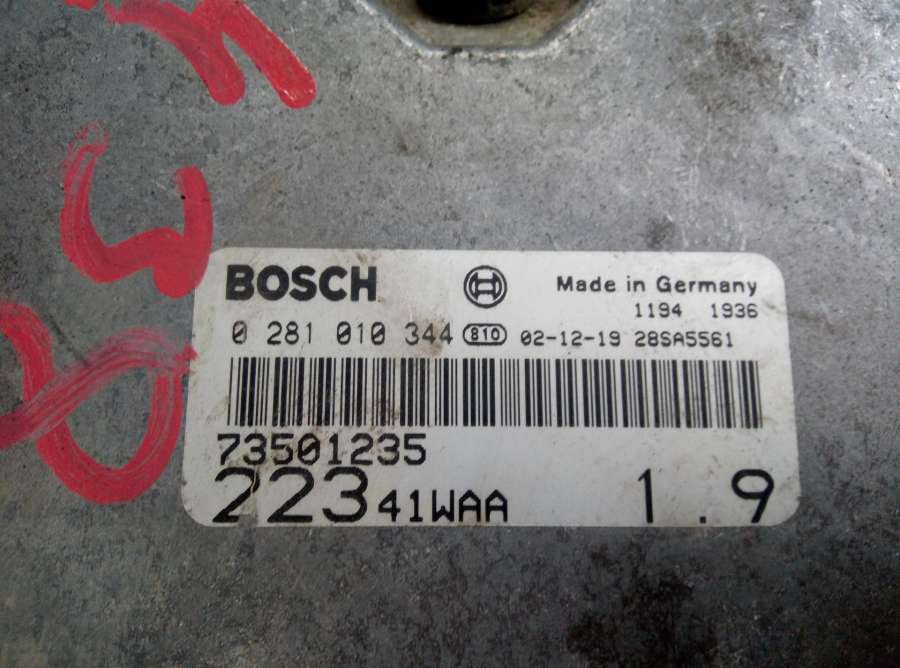 BOSCH Made in Germany
1194 1936
0 281 010 344 810 02-12-19 28SA5561
73501235
223 41WAA 1.9